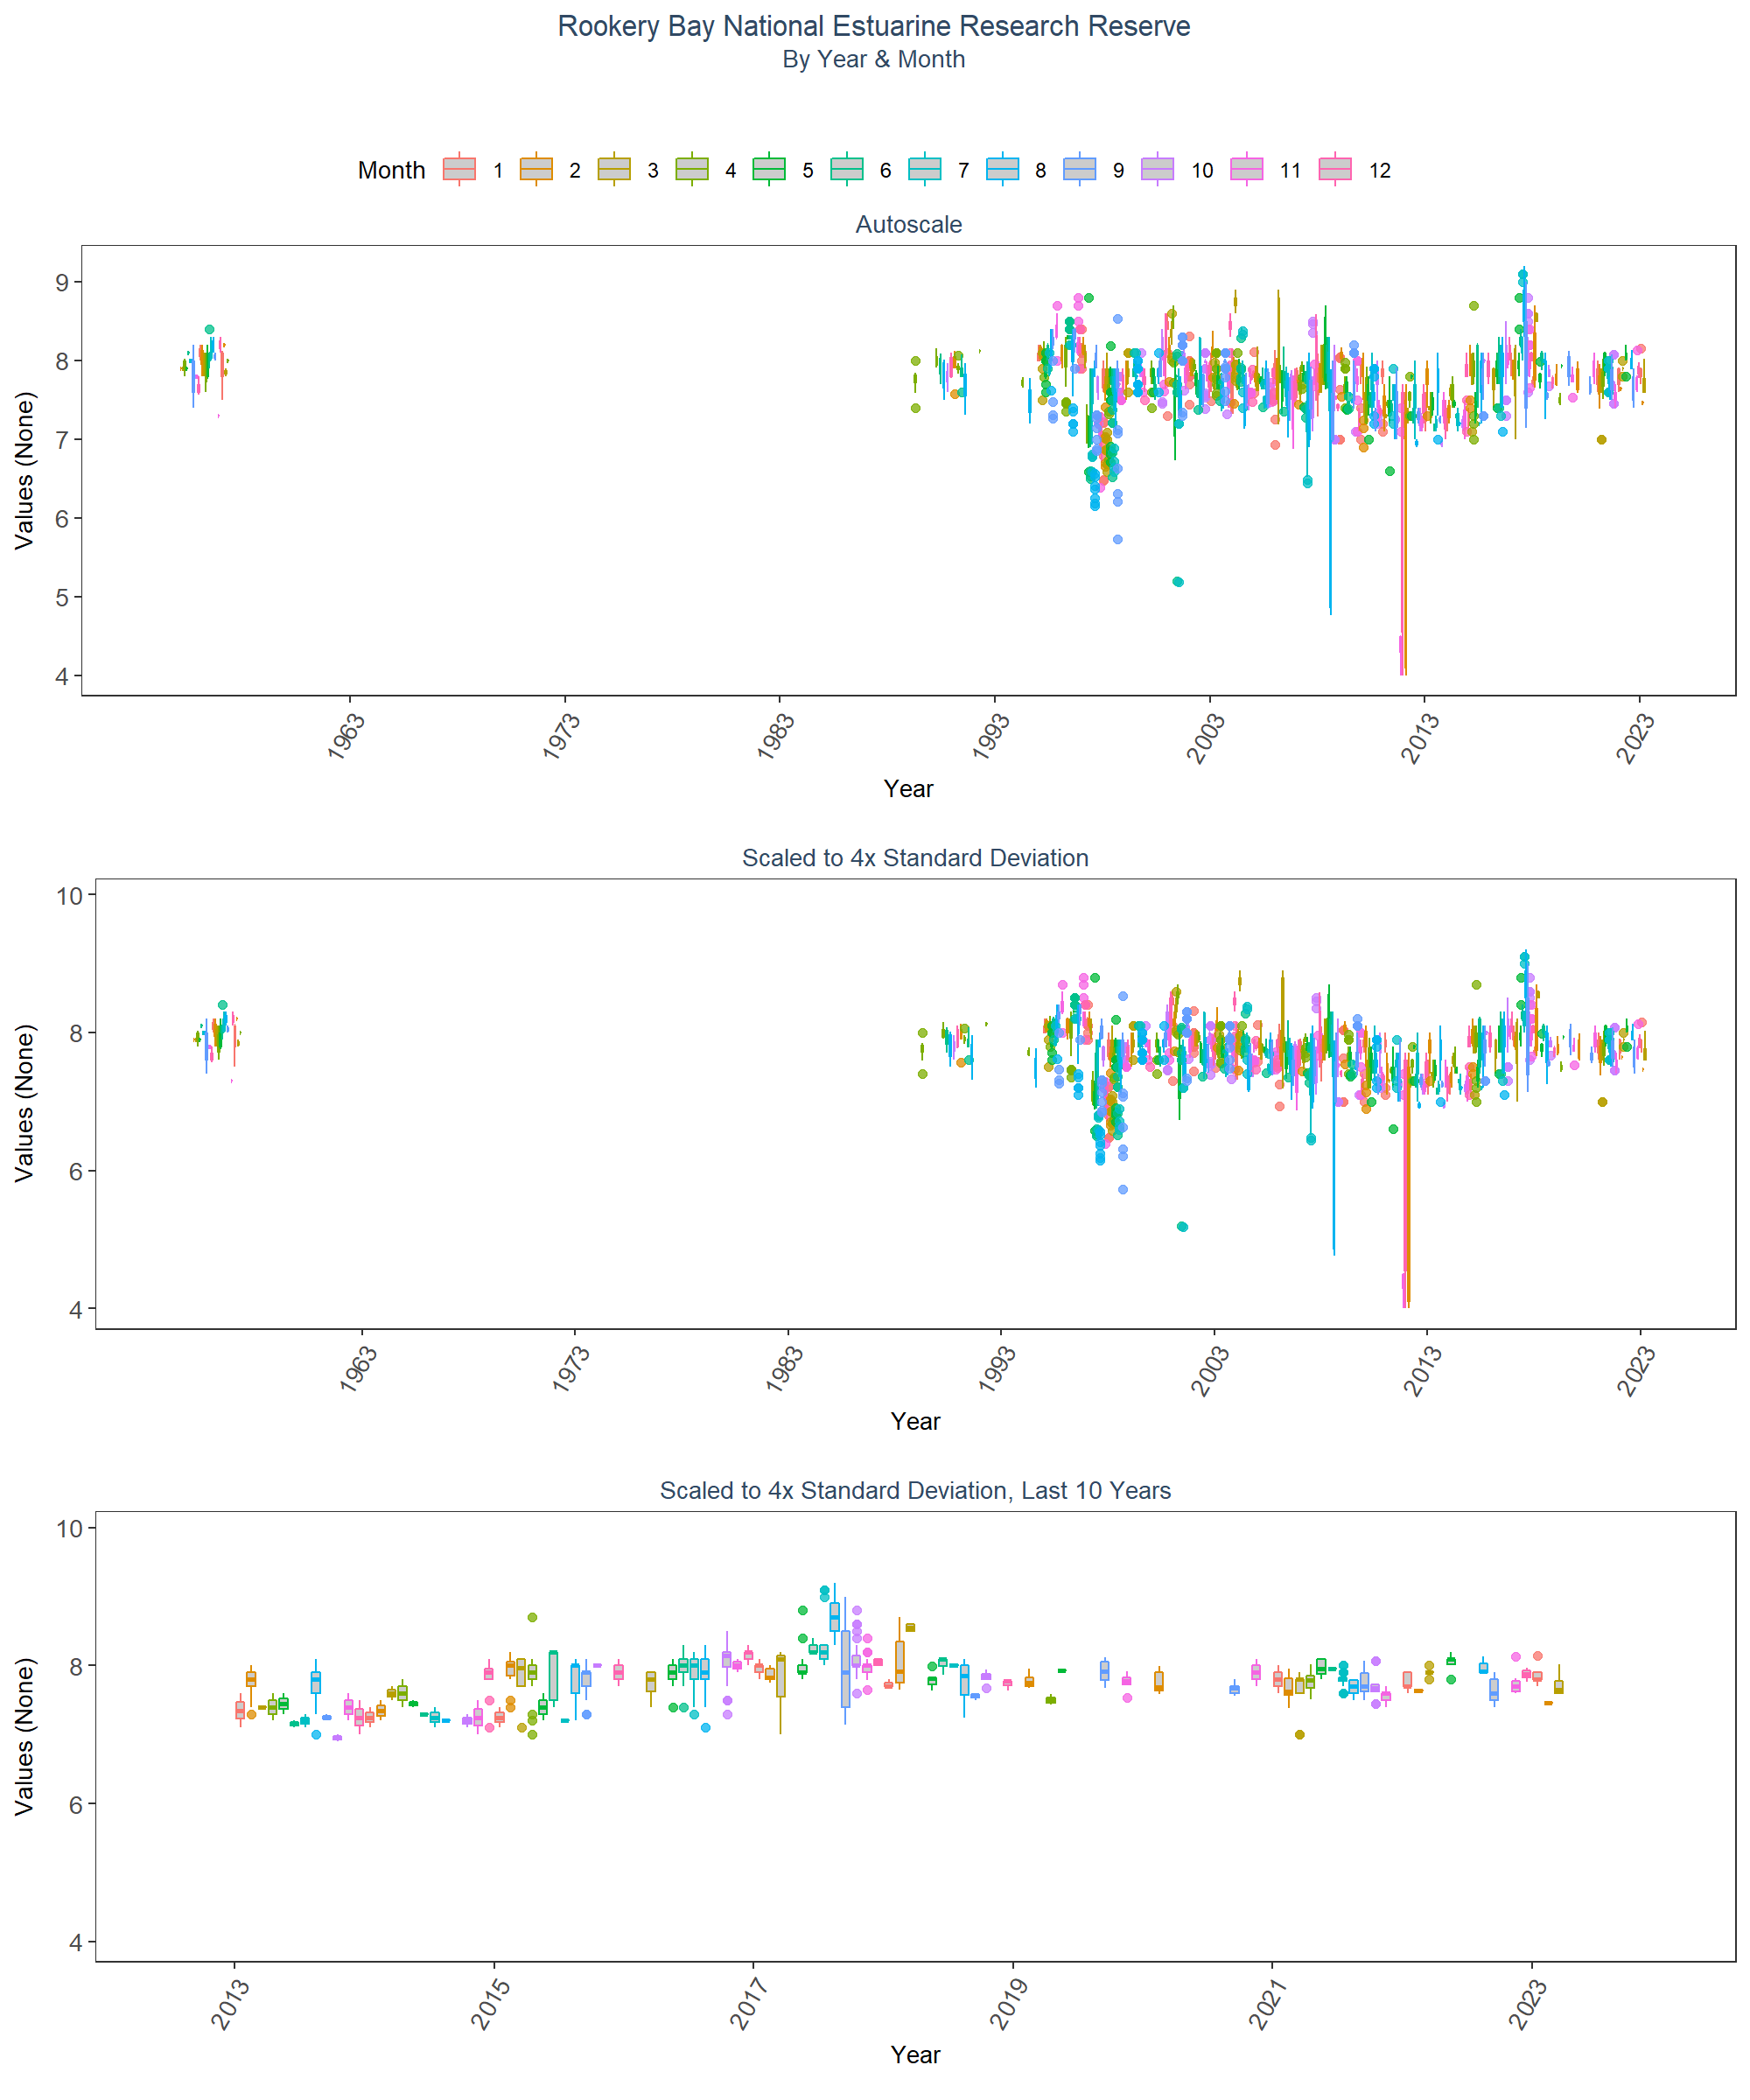 Rookery Bay National Estuarine Research Reserve
By Year & Month
Month 1 2 3 4 5 6 7 8 9 10 11 12
Autoscale
Values (None)
9
8
7
6
5
4
1963 1973 1983 1993 2003 2013 2023
Year
Scaled to 4x Standard Deviation
Values (None)
10
8
6
4
1963 1973 1983 1993 2003 2013 2023
Year
Scaled to 4x Standard Deviation, Last 10 Years
Values (None)
10
8
6
4
2013 2015 2017 2019 2021 2023
Year